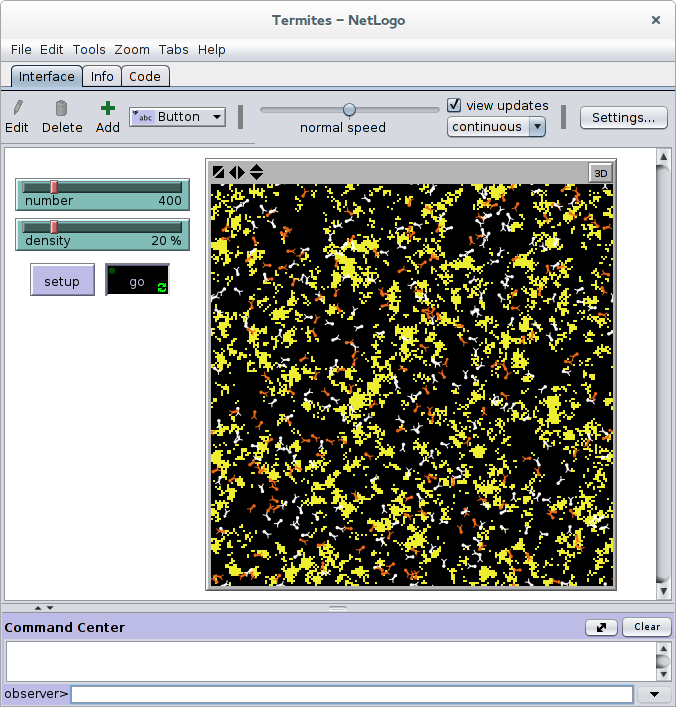 Termites – NetLogo
File Edit Tools Zoom Tabs Help
Interface Info Code
Edit Delete Add abc Button normal speed view updates continuous Settings...
3D
number 400
density 20 %
setup go
Command Center Clear
observer>